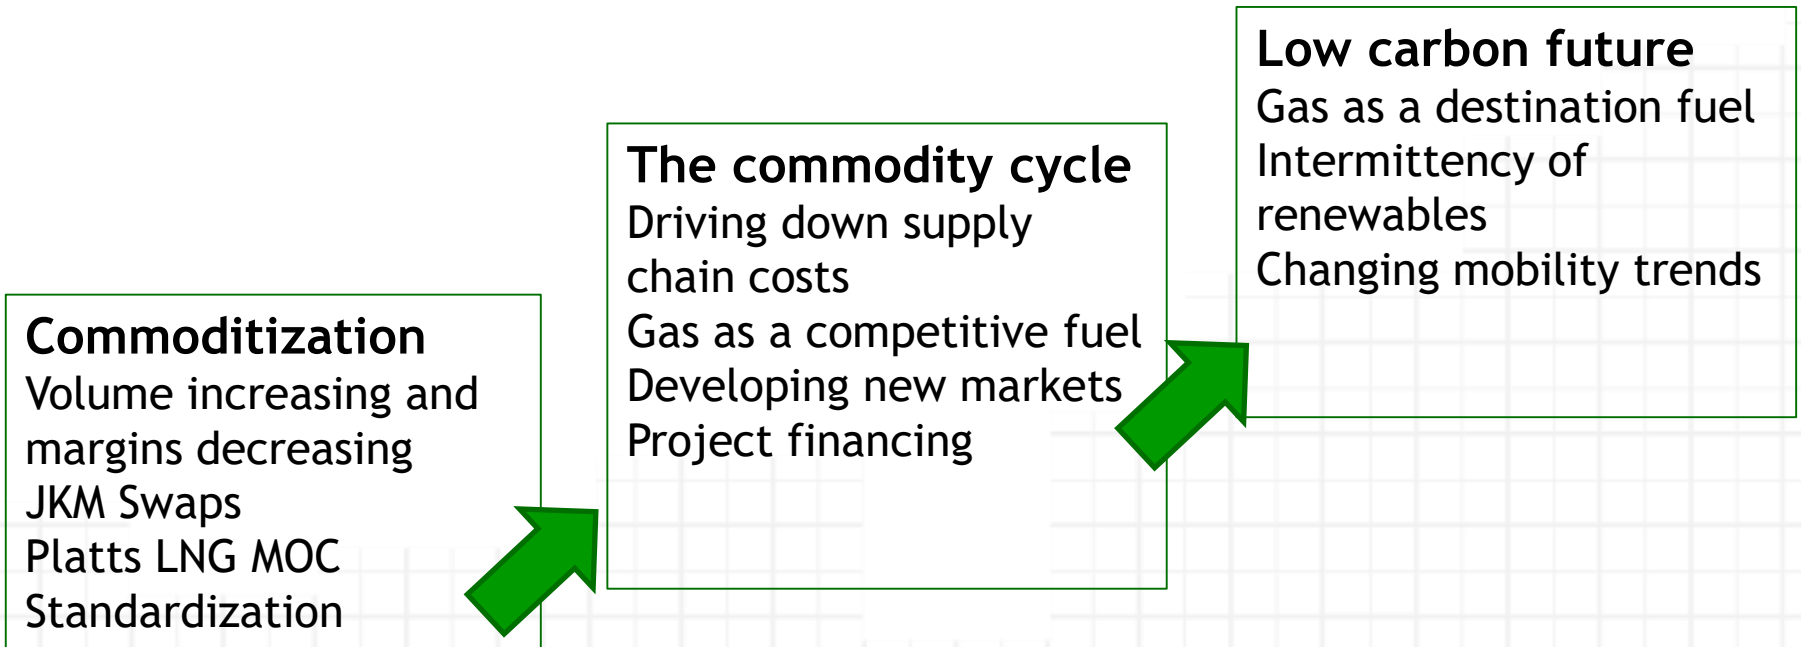 Commoditization
Volume increasing and
margins decreasing
JKM Swaps
Platts LNG MOC
Standardization
The commodity cycle
Driving down supply
chain costs
Gas as a competitive fuel
Developing new markets
Project financing
Low carbon future
Gas as a destination fuel
Intermittency of
renewables
Changing mobility trends